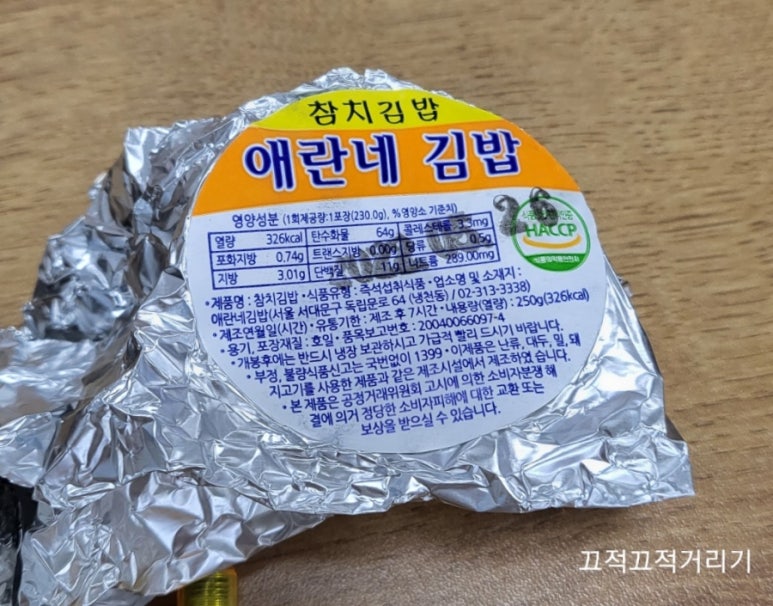 참치김밥
애란네 김밥
영양성분 (1회제공량:1포장(230.0g), %영양소 기준치)
열량 326kcal 탄수화물 64g 콜레스테롤 3.3mg
포화지방 0.74g 트랜스지방 0.00g 당류 0.5g
지방 3.01g 단백질 11g 나트륨 289.00mg
HACCP
•제품명 : 참치김밥 •식품유형 : 즉석섭취식품 •업소명 및 소재지 :
애란네김밥(서울 서대문구 독립문로 64 (냉천동) / 02-313-3338)
•제조연월일(시간) •유통기한 : 제조 후 7시간 •내용량(열량) : 250g(326kcal)
•용기, 포장재질 : 호일 •품목보고번호 : 20040066097-4
개봉후에는 반드시 냉장 보관하시고 가급적 빨리 드시기 바랍니다.
•부정, 불량식품신고는 국번없이 1399 •이제품은 난류, 대두, 밀, 돼
지고기를 사용한 제품과 같은 제조시설에서 제조하였 습니다.
•본 제품은 공정거래위원회 고시에 의한 소비자분쟁 해
결에 의거 정당한 소비자피해에 대한 교환 또는
보상을 받으실 수 있습니다.
끄적끄적거리기